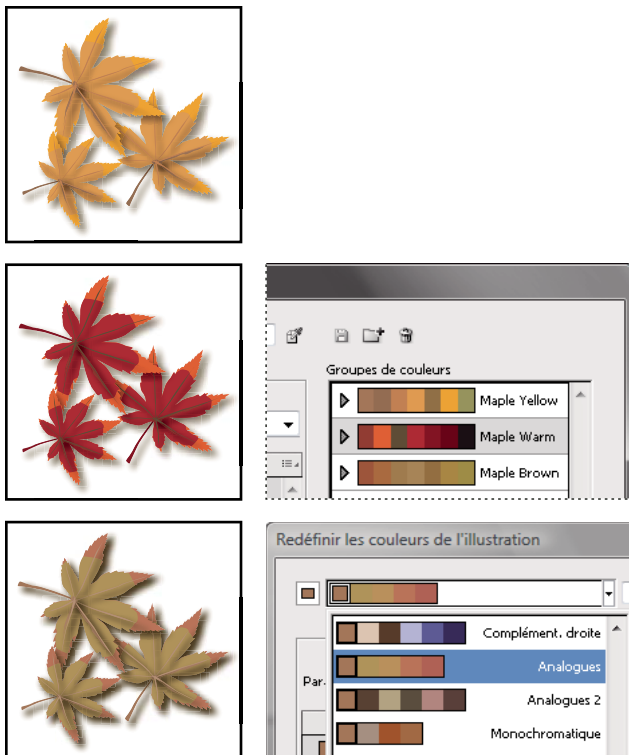 Groupes de couleurs
Maple Yellow
Maple Warm
Maple Brown
Redéfinir les couleurs de l'illustration
Complément. droite
Par.
Analogues
Analogues 2
Monochromatique